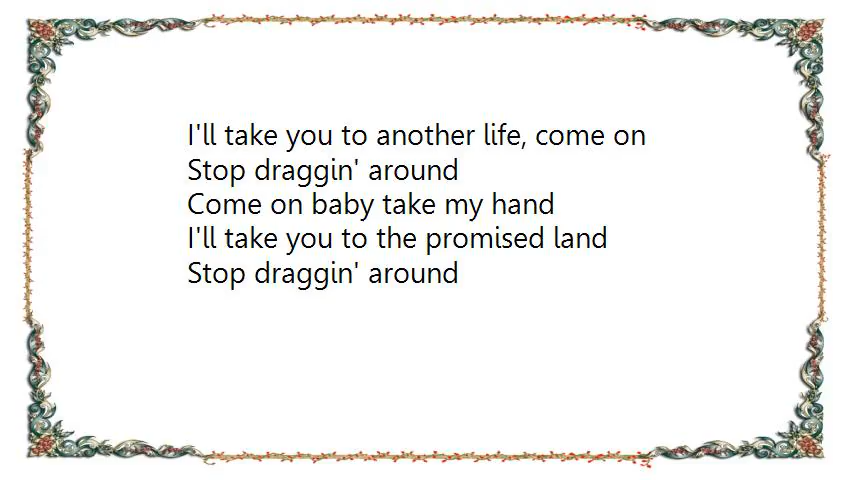 I'll take you to another life, come on
Stop draggin' around
Come on baby take my hand
I'll take you to the promised land
Stop draggin' around